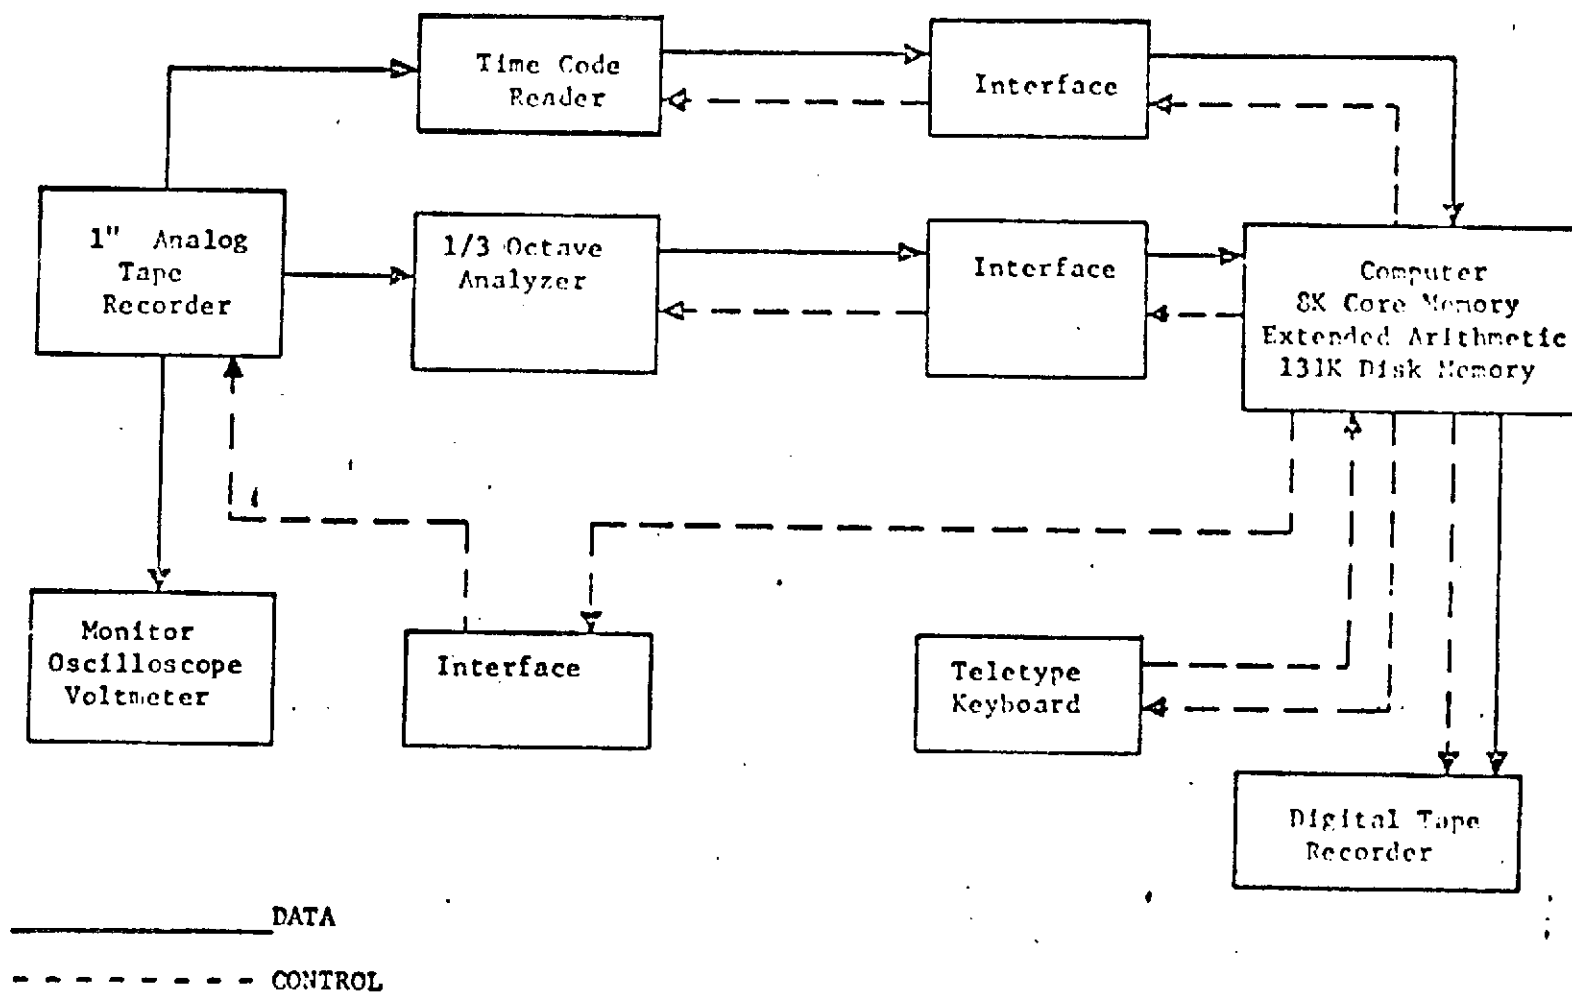 Time Code
Reader
Interface
1" Analog
Tape
Recorder
1/3 Octave
Analyzer
Interface
Computer
8K Core Memory
Extended Arithmetic
131K Disk Memory
Monitor
Oscilloscope
Voltmeter
Interface
Teletype
Keyboard
Digital Tape
Recorder
DATA
CONTROL